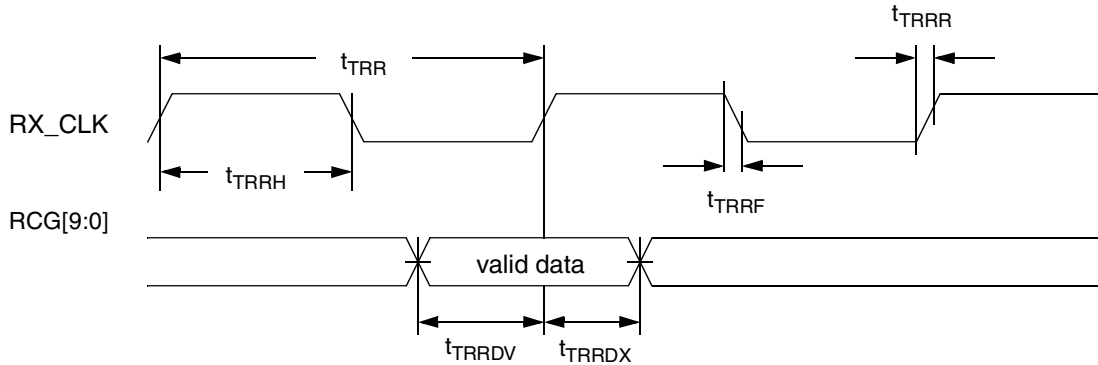 tTRRR
tTRR
RX_CLK
tTRRH
tTRRF
RCG[9:0]
valid data
tTRRDV
tTRRDX